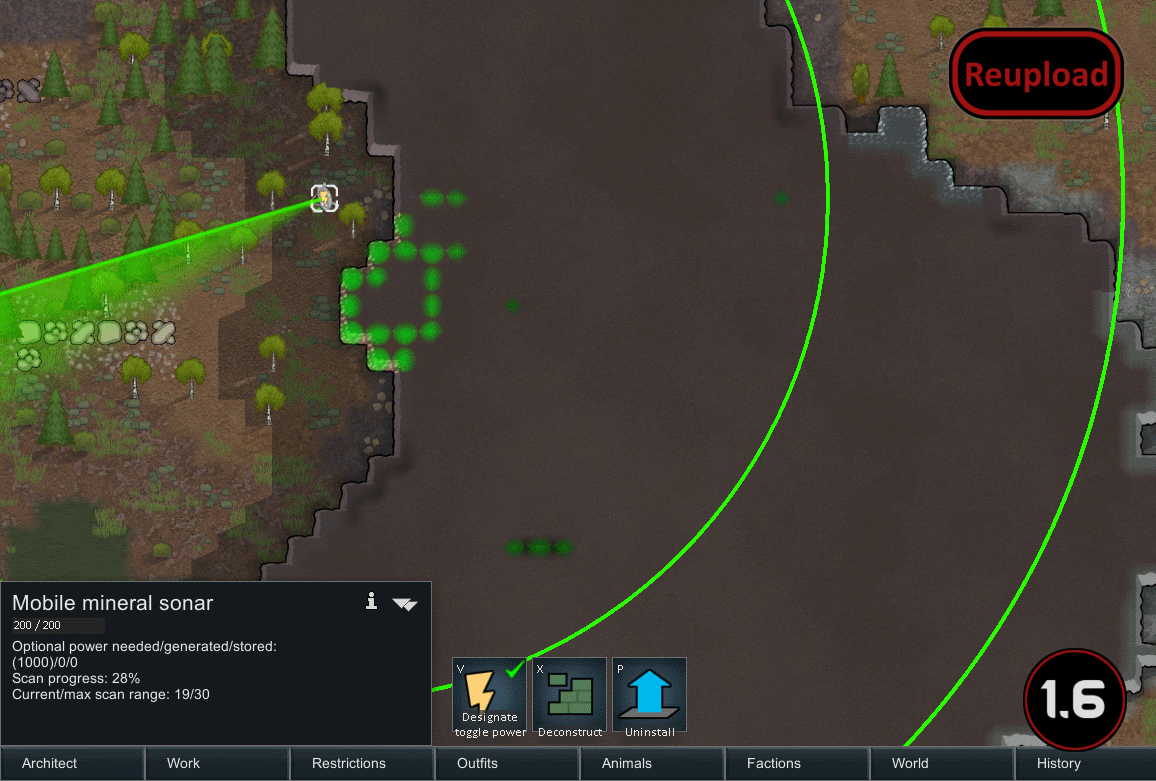 Reupload
Mobile mineral sonar
200 / 200
Optional power needed/generated/stored:
(1000)/0/0
Scan progress: 28%
Current/max scan range: 19/30
V
X
P
Designate
toggle power
Deconstruct
Uninstall
1.6
Architect
Work
Restrictions
Outfits
Animals
Factions
World
History